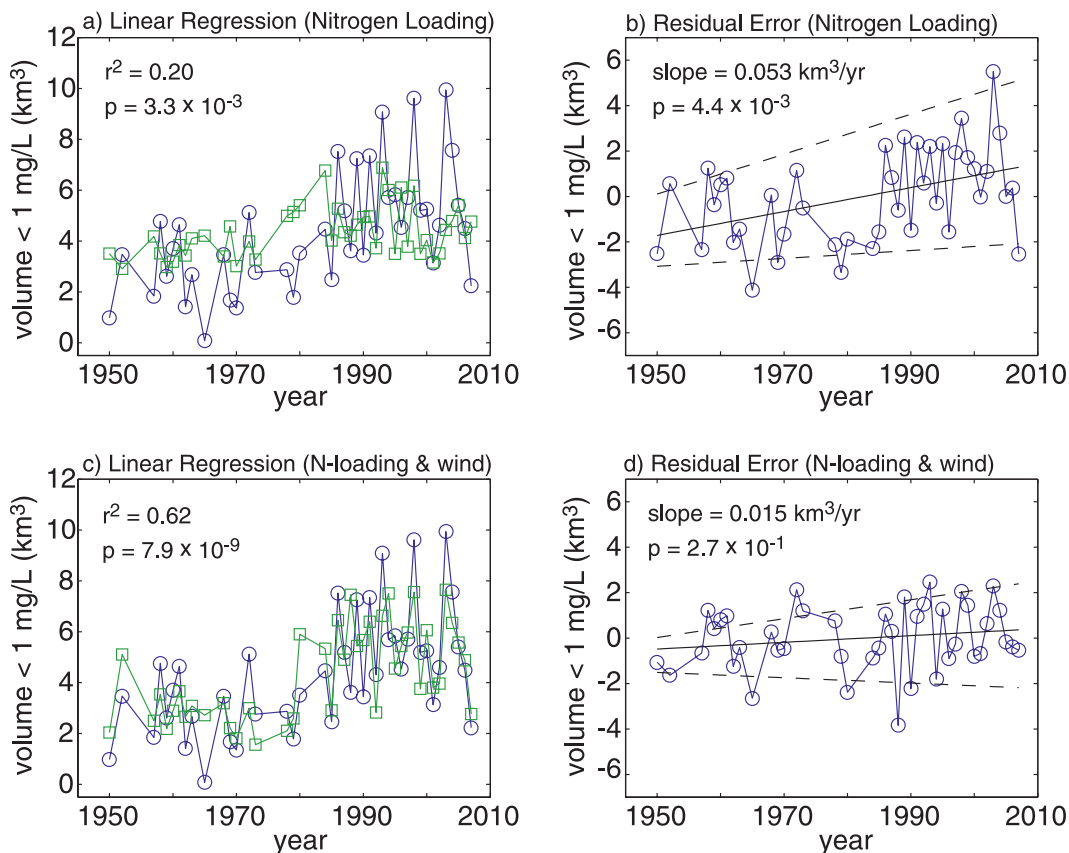 a) Linear Regression (Nitrogen Loading)
r² = 0.20
p = 3.3 x 10⁻³
volume < 1 mg/L (km³)
12
10
8
6
4
2
0
1950 1970 1990 2010
year
b) Residual Error (Nitrogen Loading)
slope = 0.053 km³/yr
p = 4.4 x 10⁻³
volume < 1 mg/L (km³)
6
4
2
0
-2
-4
-6
1950 1970 1990 2010
year
c) Linear Regression (N-loading & wind)
r² = 0.62
p = 7.9 x 10⁻⁹
volume < 1 mg/L (km³)
12
10
8
6
4
2
0
1950 1970 1990 2010
year
d) Residual Error (N-loading & wind)
slope = 0.015 km³/yr
p = 2.7 x 10⁻¹
volume < 1 mg/L (km³)
6
4
2
0
-2
-4
-6
1950 1970 1990 2010
year